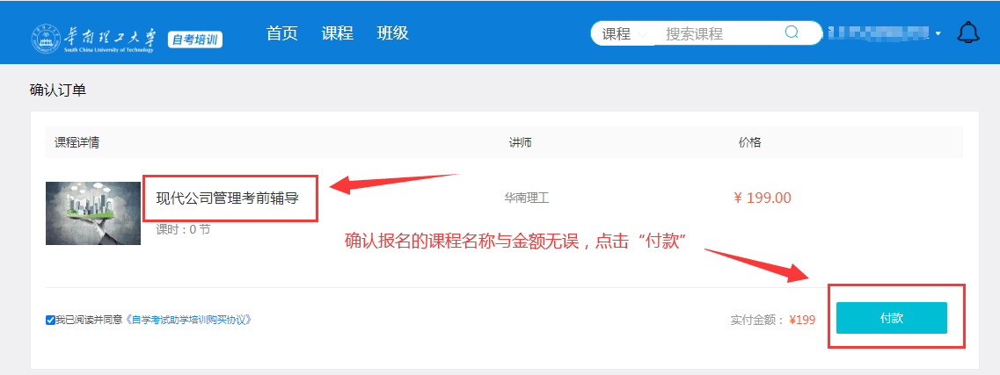 华南理工大学
South China University of Technology
自考培训
首页 课程 班级
课程 搜索课程
确认订单
课程详情 讲师 价格
现代公司管理考前辅导 华南理工 ¥ 199.00
课时：0 节
确认报名的课程名称与金额无误，点击“付款“
我已阅读并同意《自学考试助学培训购买协议》 实付金额： ¥199 付款